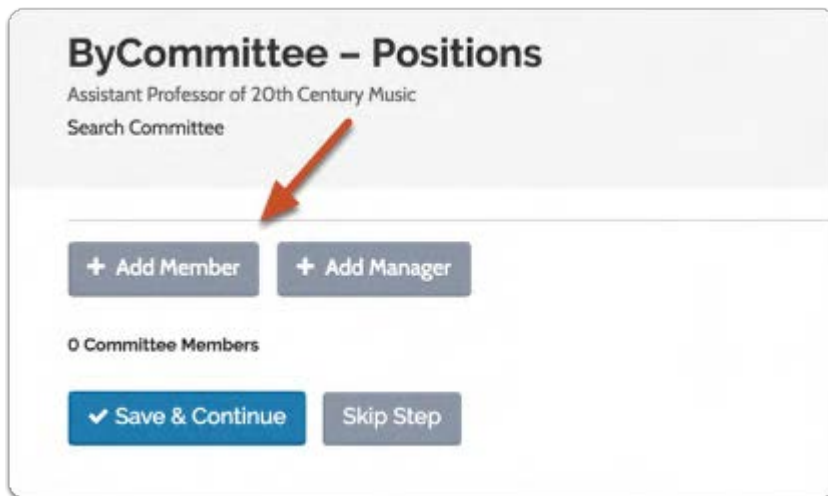 ByCommittee – Positions
Assistant Professor of 20th Century Music
Search Committee
+ Add Member + Add Manager
0 Committee Members
✔ Save & Continue Skip Step